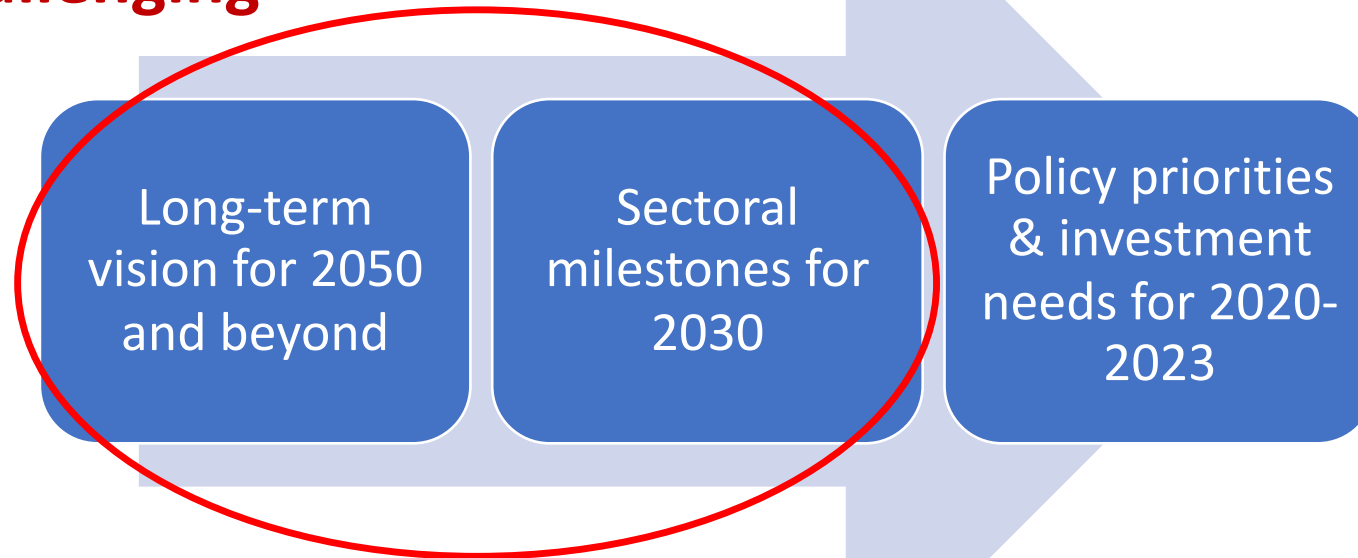 Long-term
vision for 2050
and beyond
Sectoral
milestones for
2030
Policy priorities
& investment
needs for 2020-
2023